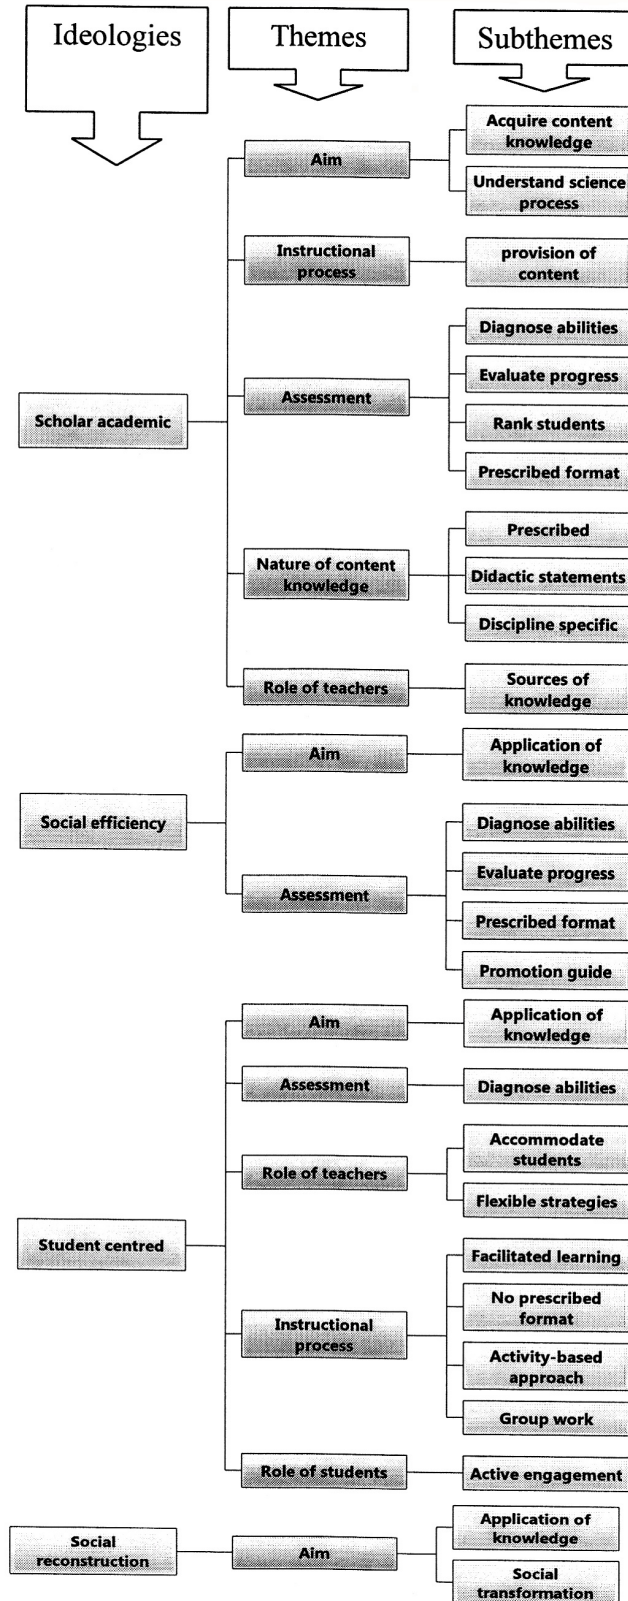 Ideologies
Themes
Subthemes
Scholar academic
Aim
Acquire content
knowledge
Understand science
process
Instructional
process
provision of
content
Assessment
Diagnose abilities
Evaluate progress
Rank students
Prescribed format
Nature of content
knowledge
Prescribed
Didactic statements
Discipline specific
Role of teachers
Sources of
knowledge
Social efficiency
Aim
Application of
knowledge
Assessment
Diagnose abilities
Evaluate progress
Prescribed format
Promotion guide
Student centred
Aim
Application of
knowledge
Assessment
Diagnose abilities
Role of teachers
Accommodate
students
Flexible strategies
Instructional
process
Facilitated learning
No prescribed
format
Activity-based
approach
Group work
Role of students
Active engagement
Social
reconstruction
Aim
Application of
knowledge
Social
transformation